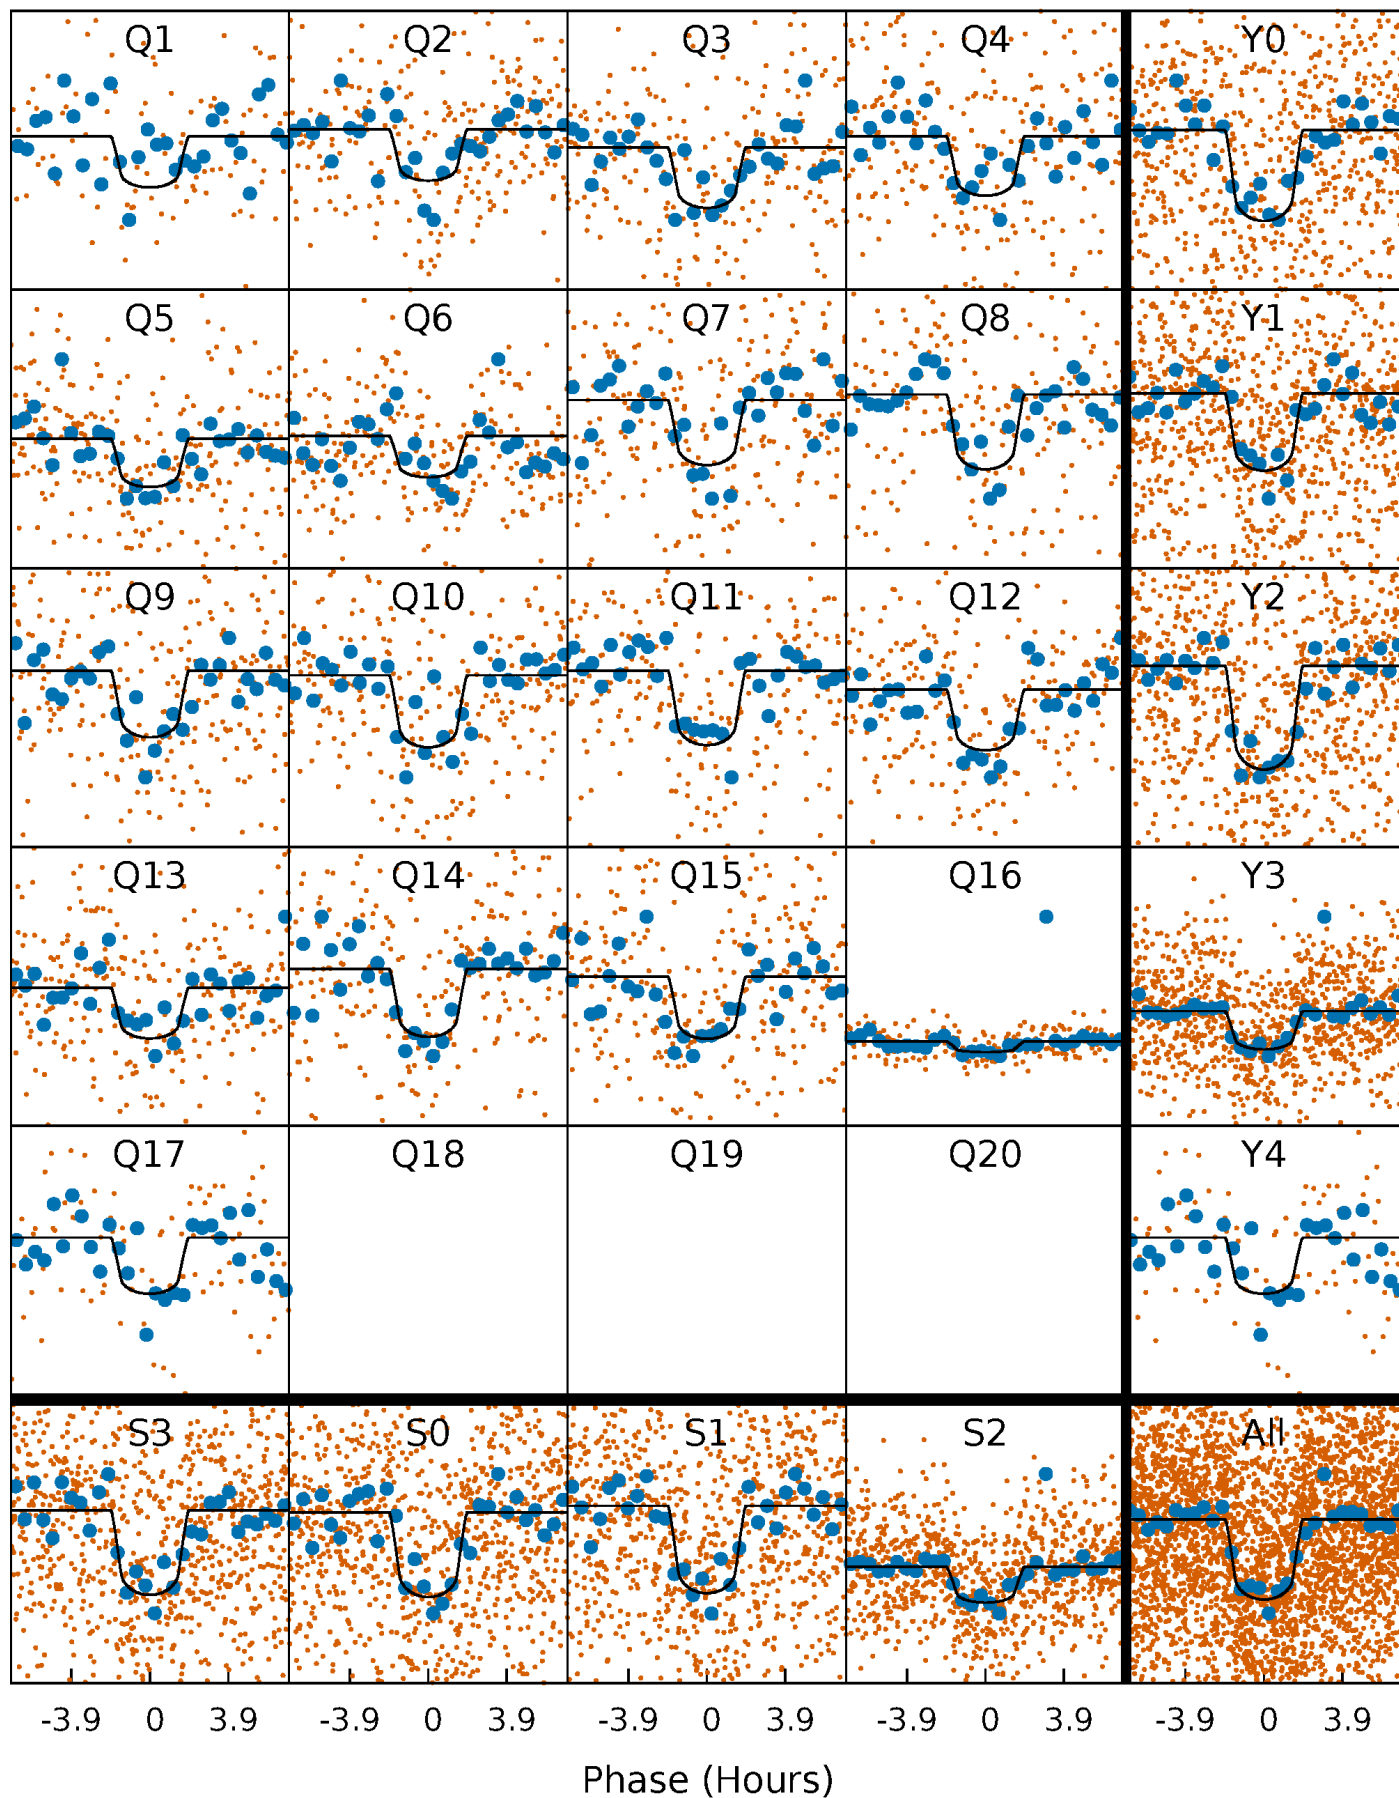 Q1 Q2 Q3 Q4 Y0
Q5 Q6 Q7 Q8 Y1
Q9 Q10 Q11 Q12 Y2
Q13 Q14 Q15 Q16 Y3
Q17 Q18 Q19 Q20 Y4
S3 S0 S1 S2 All
-3.9 0 3.9 -3.9 0 3.9 -3.9 0 3.9 -3.9 0 3.9 -3.9 0 3.9
Phase (Hours)